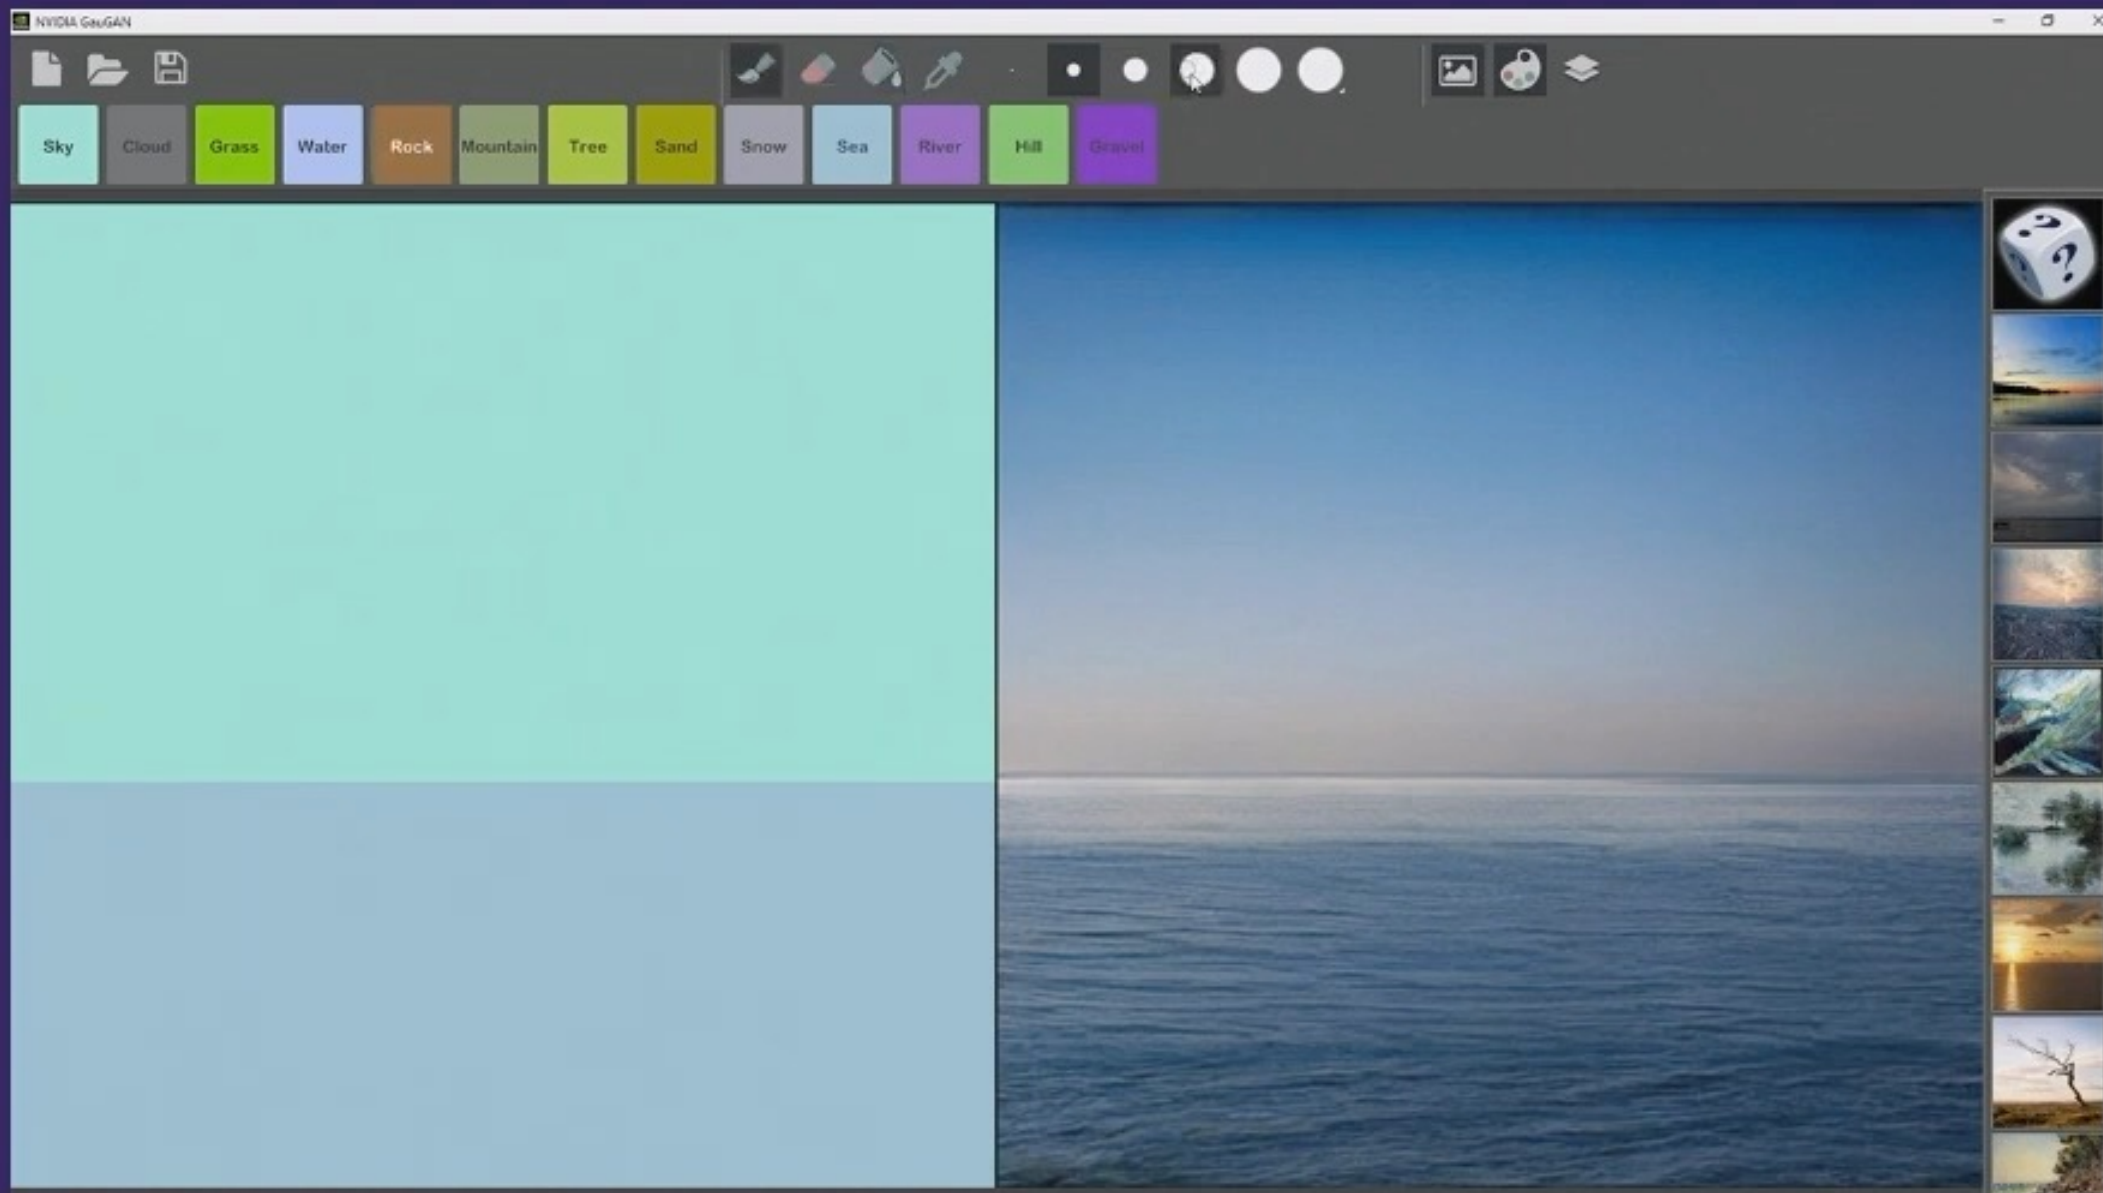 NVIDIA GauGAN
Sky Cloud Grass Water Rock Mountain Tree Sand Snow Sea River Hill Gravel
? ? ?